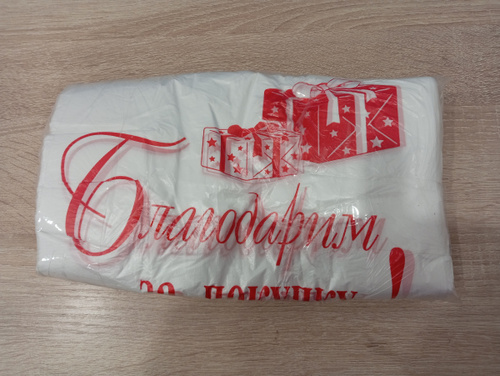 Благодарим
за покупку !